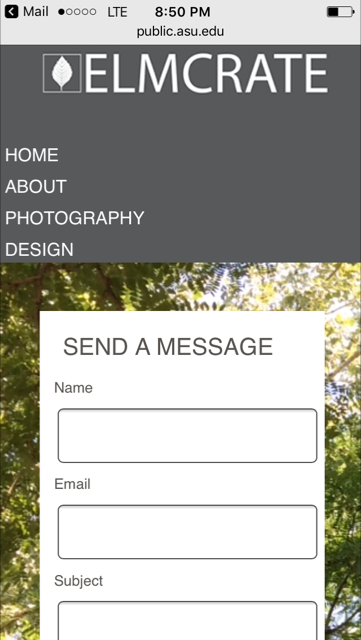 Mail LTE 8:50 PM
public.asu.edu
ELMCRATE
HOME
ABOUT
PHOTOGRAPHY
DESIGN
SEND A MESSAGE
Name
Email
Subject